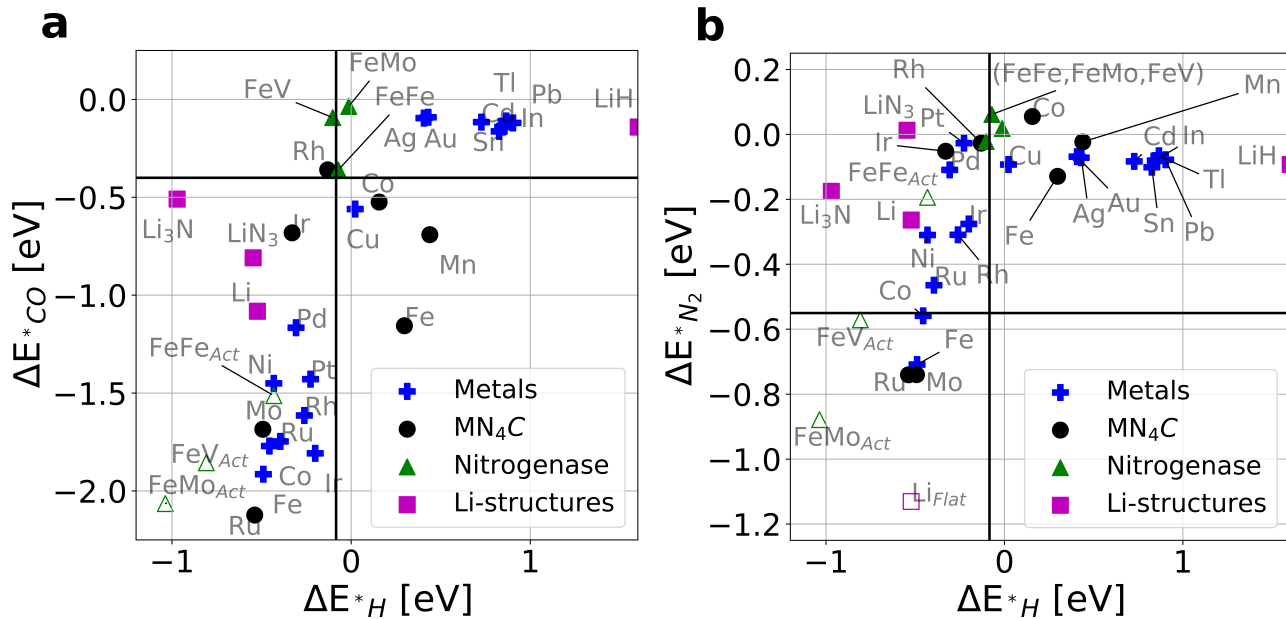 a
ΔE*CO [eV]
0.0
−0.5
−1.0
−1.5
−2.0
−1
0
1
ΔE*H [eV]
FeMo
FeV
FeFe
Tl
Pb
LiH
Ag
Au
Cd
In
Sn
Rh
Co
Li3N
LiN3
Ir
Cu
Mn
Li
Pd
Fe
FeFeAct
Ni
Pt
Mo
Rh
Ru
FeVAct
Co
FeMoAct
Ir
Fe
Ru
Metals
MN4C
Nitrogenase
Li-structures
b
ΔE*N2 [eV]
0.2
0.0
−0.2
−0.4
−0.6
−0.8
−1.0
−1.2
−1
0
1
ΔE*H [eV]
Rh
(FeFe,FeMo,FeV)
Mn
LiN3
Pt
Co
Ir
Pd
Cu
Cd
In
LiH
FeFeAct
Tl
Li3N
Li
Ir
Ag
Au
Sn
Pb
Fe
Ni
Ru
Rh
Co
FeVAct
Fe
Ru
Mo
FeMoAct
LiFlat
Metals
MN4C
Nitrogenase
Li-structures